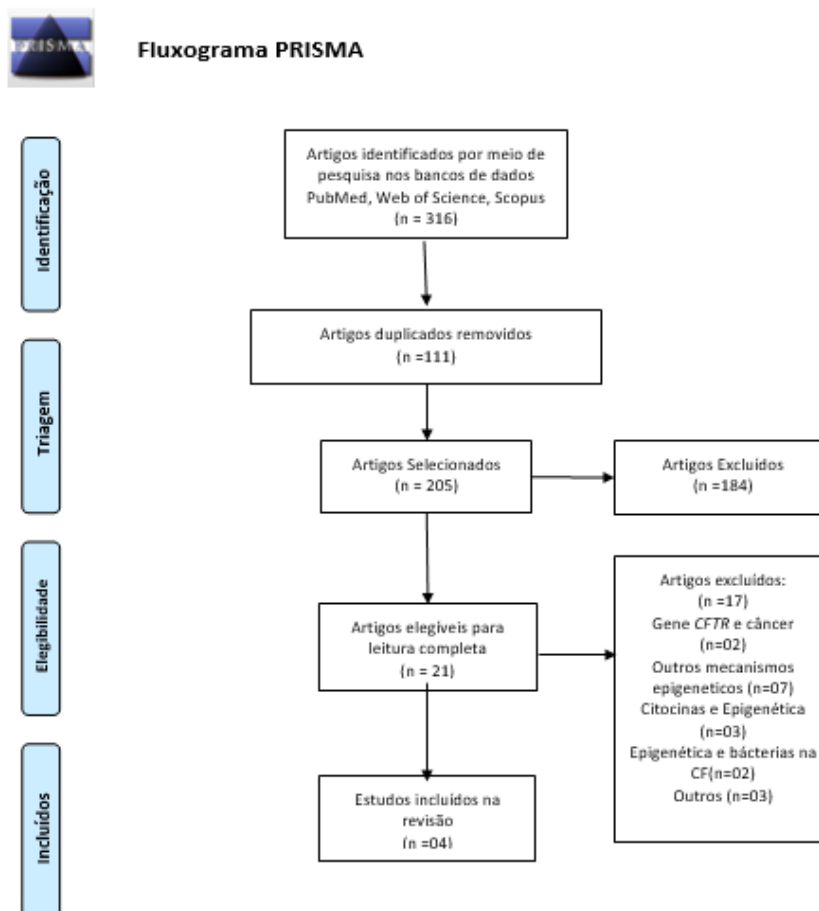 PRISMA
Fluxograma PRISMA
Identificação
Artigos identificados por meio de
pesquisa nos bancos de dados
PubMed, Web of Science, Scopus
(n = 316)
Artigos duplicados removidos
(n =111)
Triagem
Artigos Selecionados
(n = 205)
Artigos Excluídos
(n =184)
Elegibilidade
Artigos elegíveis para
leitura completa
(n = 21)
Artigos excluídos:
(n =17)
Gene CFTR e câncer
(n=02)
Outros mecanismos
epigeneticos (n=07)
Citocinas e Epigenética
(n=03)
Epigenética e bácterias na
CF(n=02)
Outros (n=03)
Incluídos
Estudos incluídos na
revisão
(n =04)